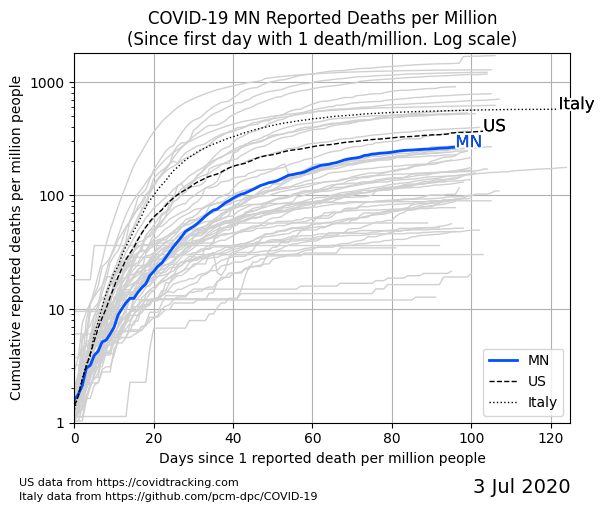 COVID-19 MN Reported Deaths per Million
(Since first day with 1 death/million. Log scale)
Cumulative reported deaths per million people
1000
100
10
1
Italy
US
MN
MN
US
Italy
0 20 40 60 80 100 120
Days since 1 reported death per million people
US data from https://covidtracking.com
Italy data from https://github.com/pcm-dpc/COVID-19
3 Jul 2020